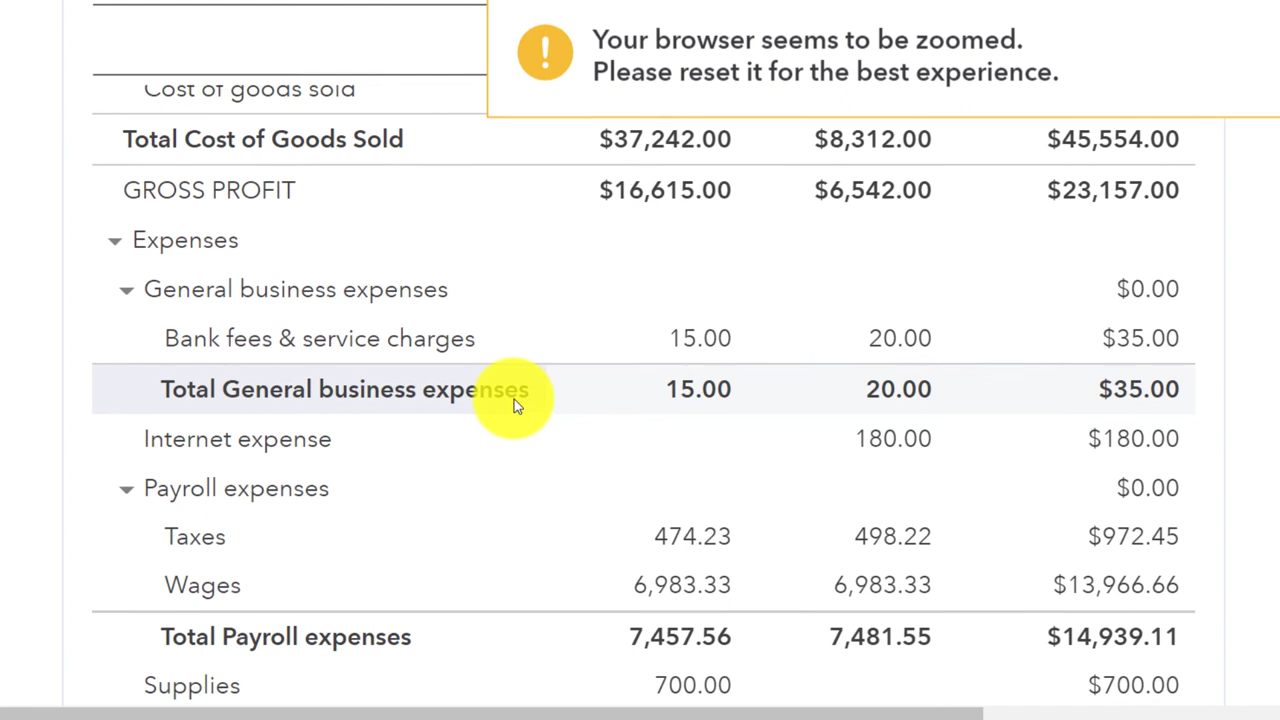 Your browser seems to be zoomed.
Please reset it for the best experience.
Cost of goods sold
Total Cost of Goods Sold $37,242.00 $8,312.00 $45,554.00
GROSS PROFIT $16,615.00 $6,542.00 $23,157.00
Expenses
General business expenses $0.00
Bank fees & service charges 15.00 20.00 $35.00
Total General business expenses 15.00 20.00 $35.00
Internet expense 180.00 $180.00
Payroll expenses $0.00
Taxes 474.23 498.22 $972.45
Wages 6,983.33 6,983.33 $13,966.66
Total Payroll expenses 7,457.56 7,481.55 $14,939.11
Supplies 700.00 $700.00